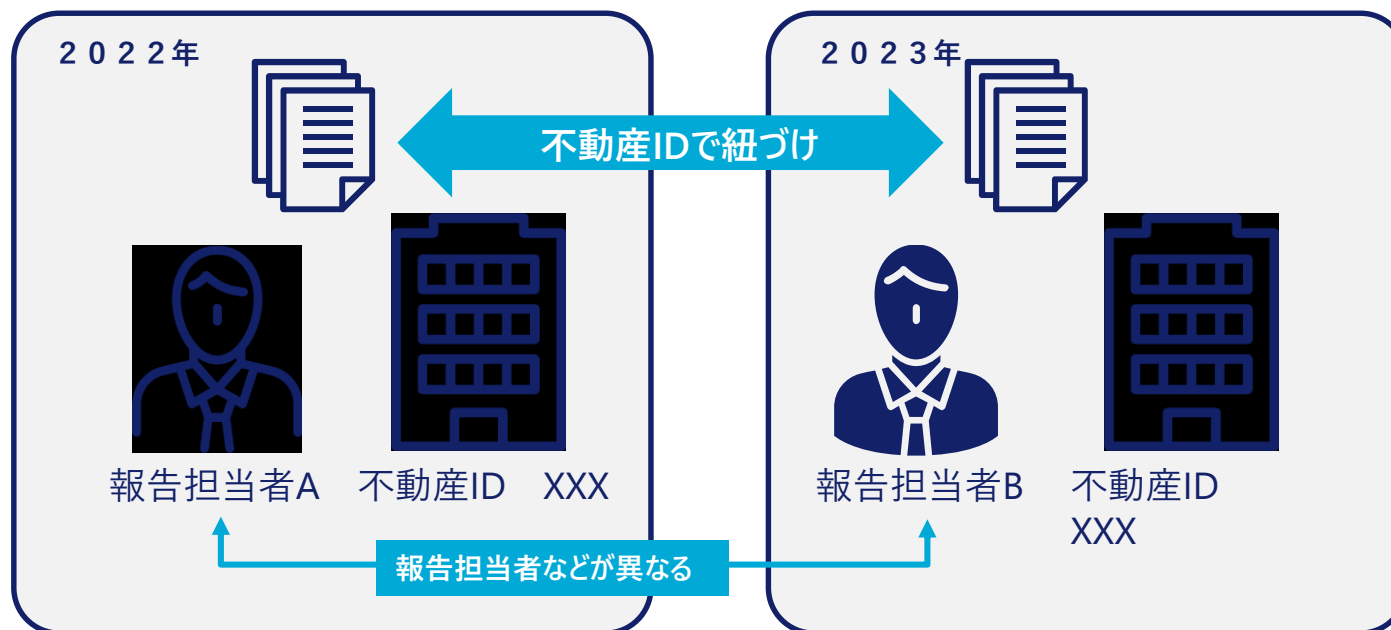 ２０２２年
２０２３年
不動産IDで紐づけ
報告担当者A
不動産ID　XXX
報告担当者B
不動産ID
XXX
報告担当者などが異なる